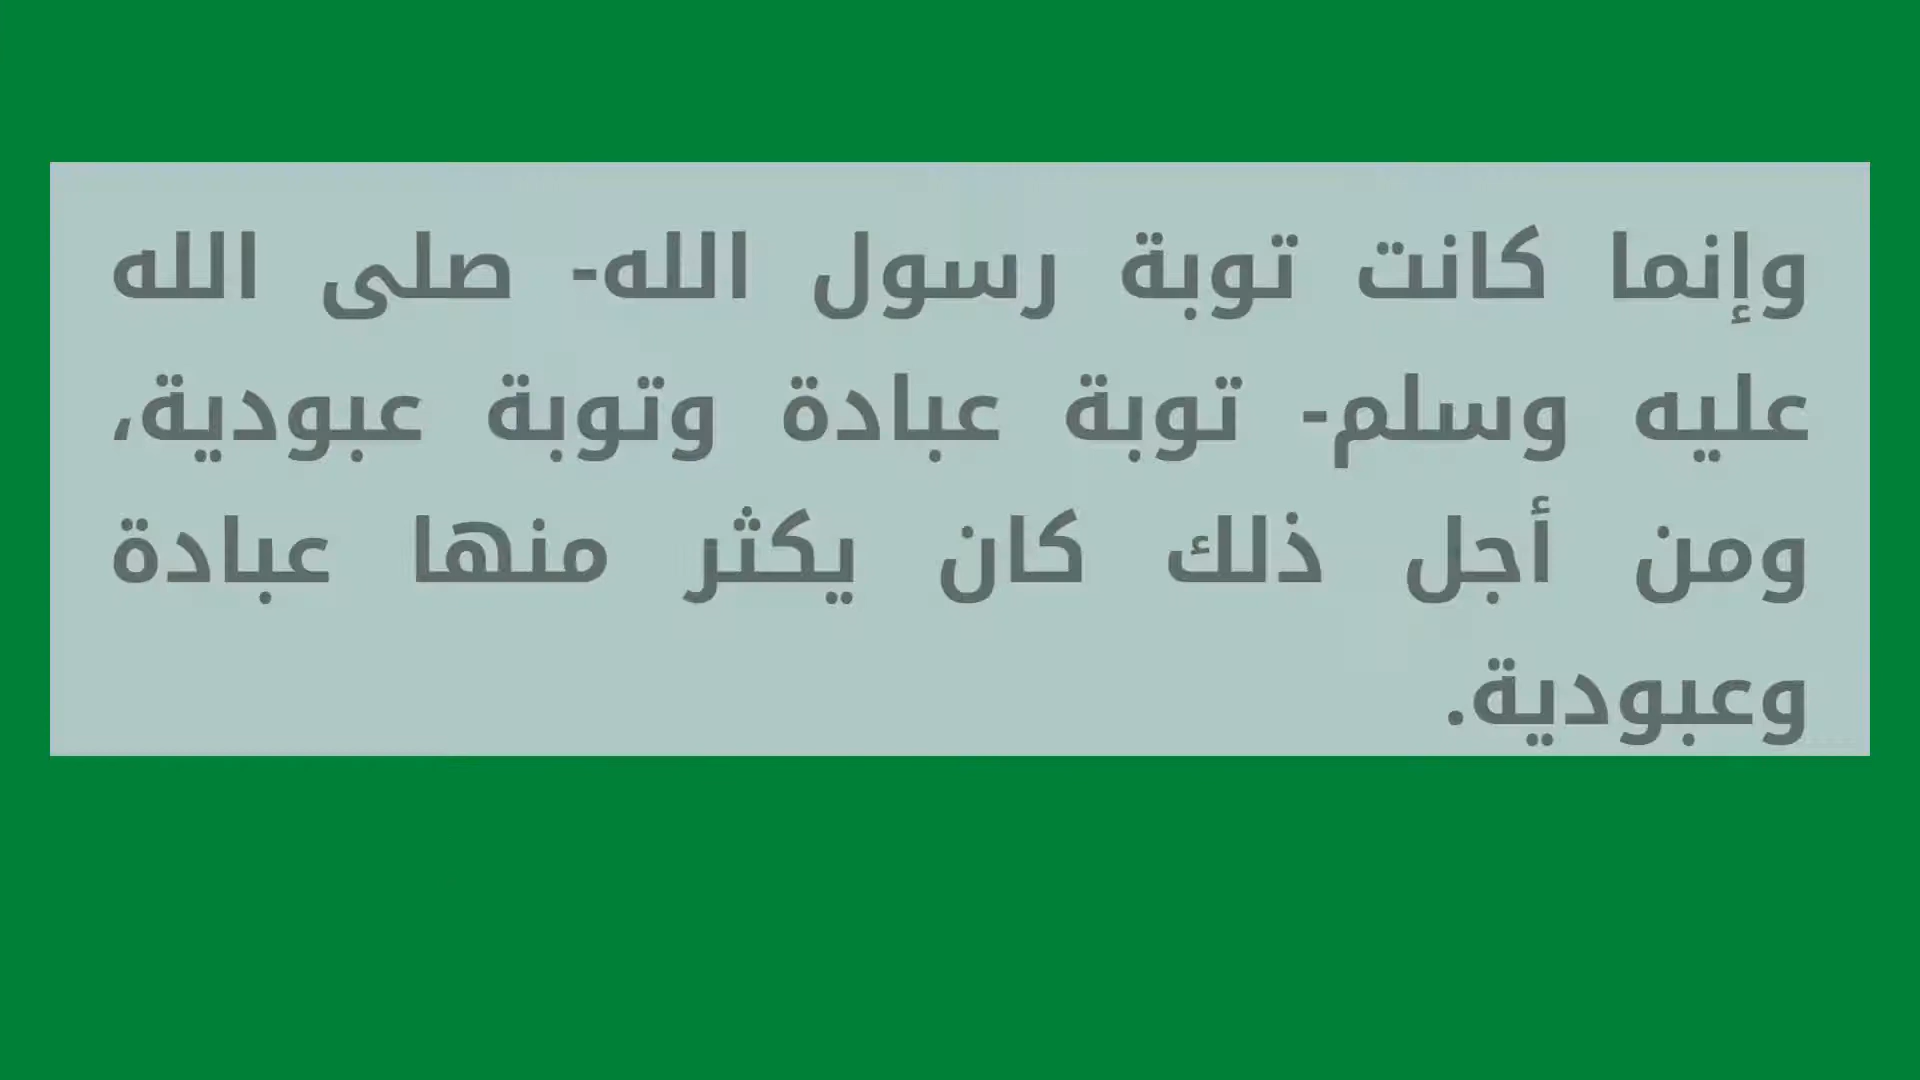 وإنما كانت توبة رسول الله- صلى الله
عليه وسلم- توبة عبادة وتوبة عبودية،
ومن أجل ذلك كان يكثر منها عبادة
وعبودية.